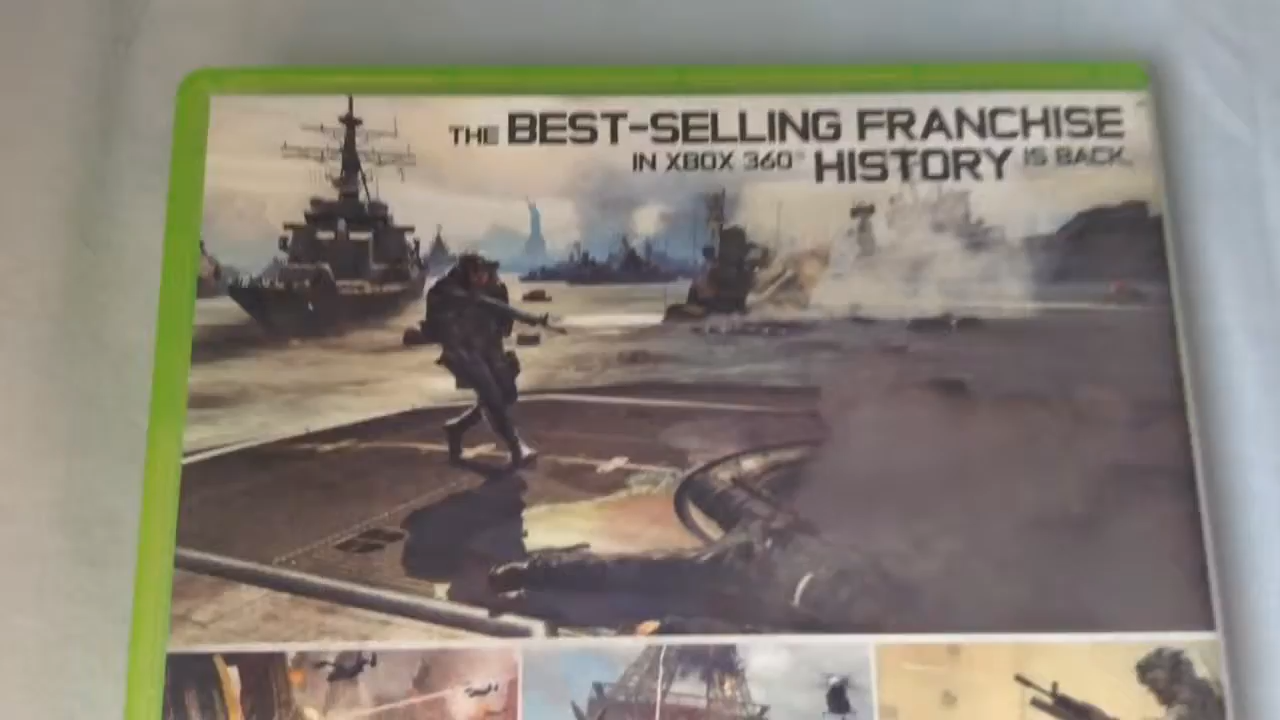 THE BEST-SELLING FRANCHISE
IN XBOX 360® HISTORY IS BACK.